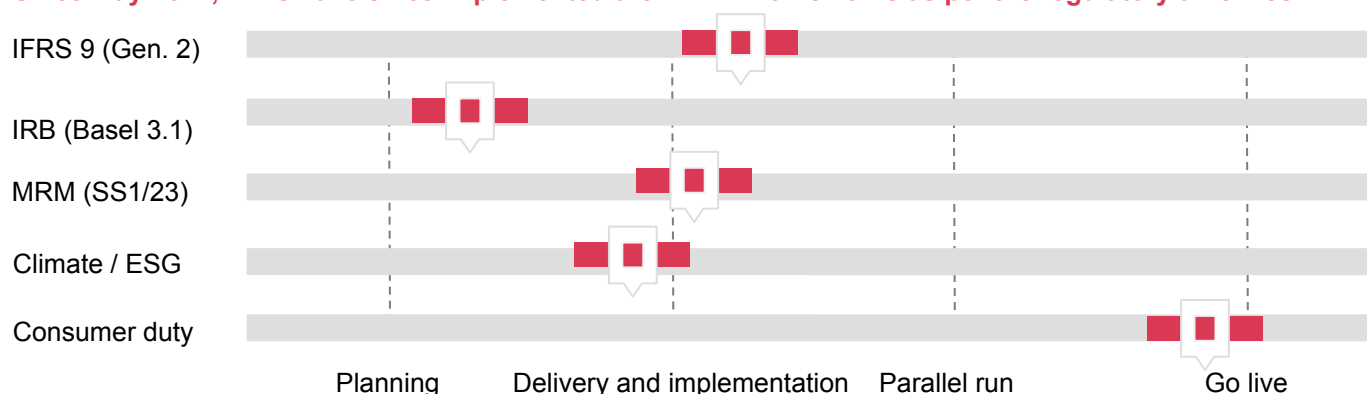 IFRS 9 (Gen. 2)
IRB (Basel 3.1)
MRM (SS1/23)
Climate / ESG
Consumer duty
Planning Delivery and implementation Parallel run Go live